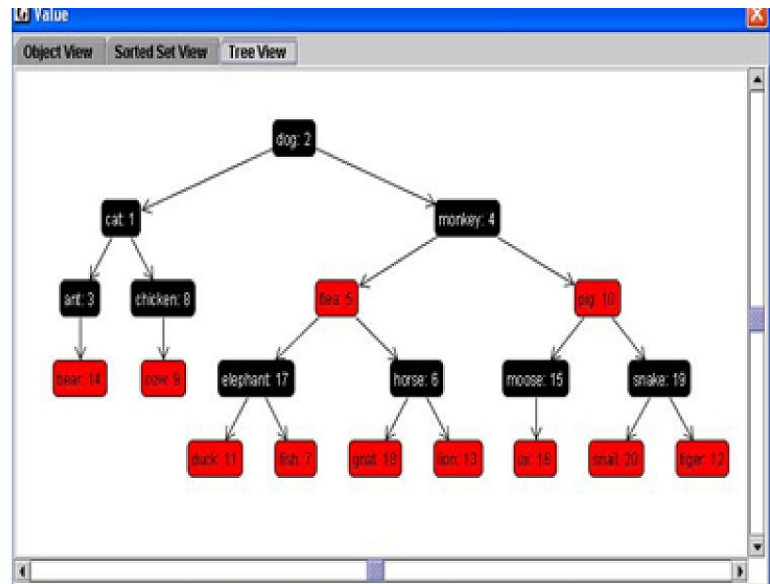 Value
Object View Sorted Set View Tree View
dog: 2
cat: 1 monkey: 4
ant: 3 chicken: 8 flea: 5 pig: 10
bear: 14 cow: 9 elephant: 17 horse: 6 moose: 15 snake: 19
duck: 11 fish: 7 gnat: 18 lion: 13 ox: 16 snail: 20 tiger: 12